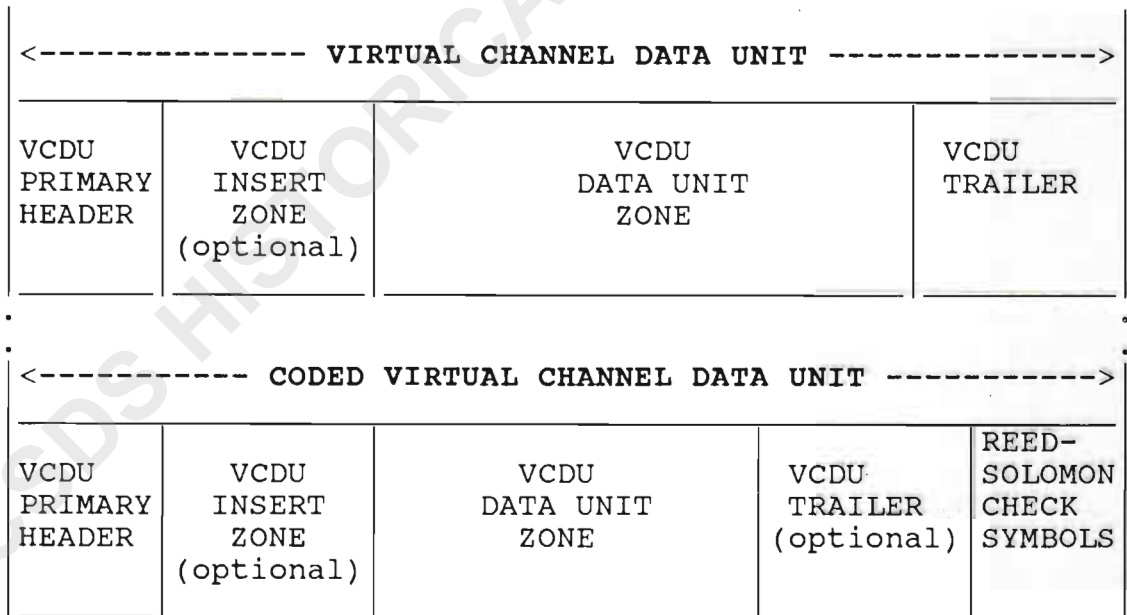 <--------------- VIRTUAL CHANNEL DATA UNIT -------------->
VCDU VCDU VCDU VCDU
PRIMARY INSERT DATA UNIT TRAILER
HEADER ZONE ZONE
(optional)
<----------- CODED VIRTUAL CHANNEL DATA UNIT ----------->
REED-
VCDU VCDU VCDU VCDU SOLOMON
PRIMARY INSERT DATA UNIT TRAILER CHECK
HEADER ZONE ZONE (optional) SYMBOLS
(optional)